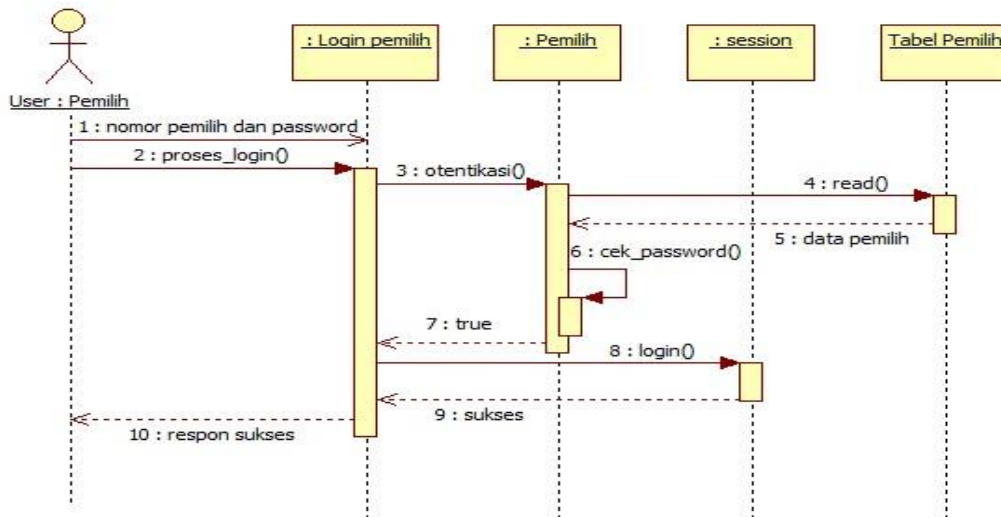 : Login pemilih
: Pemilih
: session
Tabel Pemilih
User : Pemilih
1 : nomor pemilih dan password
2 : proses_login()
3 : otentikasi()
4 : read()
5 : data pemilih
6 : cek_password()
7 : true
8 : login()
9 : sukses
10 : respon sukses